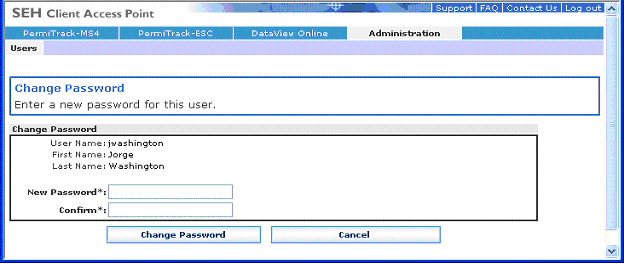 SEH Client Access Point
Support | FAQ | Contact Us | Log out
PermiTrack-MS4 PermiTrack-ESC DataView Online Administration
Users
Change Password
Enter a new password for this user.
Change Password
User Name: jwashington
First Name: Jorge
Last Name: Washington
New Password*:
Confirm*:
Change Password Cancel